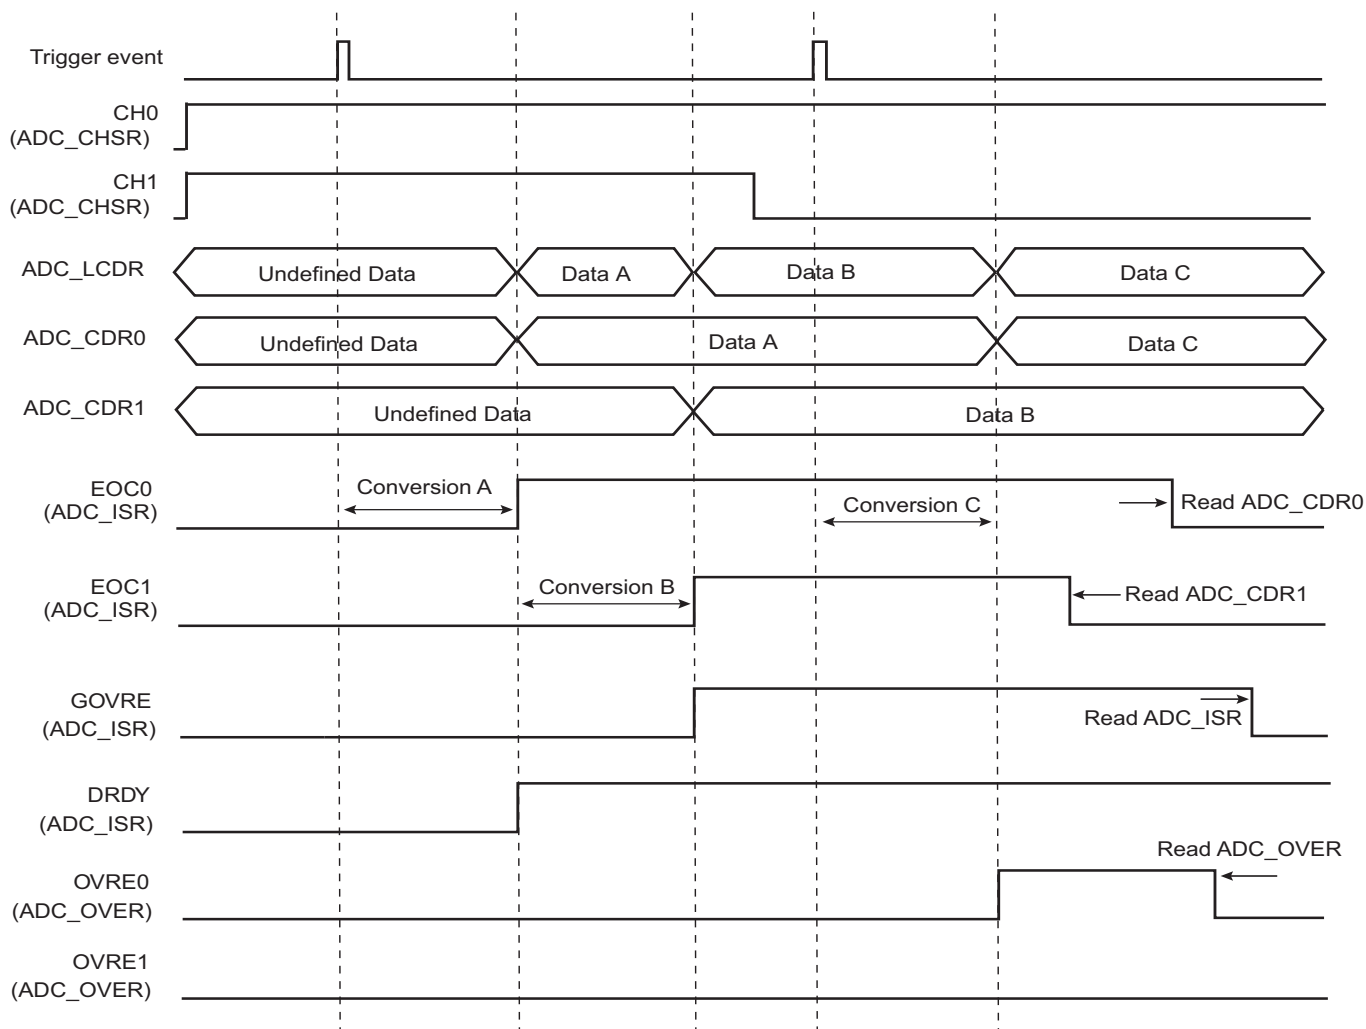 Trigger event
CH0
(ADC_CHSR)
CH1
(ADC_CHSR)
ADC_LCDR
Undefined Data
Data A
Data B
Data C
ADC_CDR0
Undefined Data
Data A
Data C
ADC_CDR1
Undefined Data
Data B
EOC0
(ADC_ISR)
Conversion A
Conversion C
Read ADC_CDR0
EOC1
(ADC_ISR)
Conversion B
Read ADC_CDR1
GOVRE
(ADC_ISR)
Read ADC_ISR
DRDY
(ADC_ISR)
Read ADC_OVER
OVRE0
(ADC_OVER)
OVRE1
(ADC_OVER)